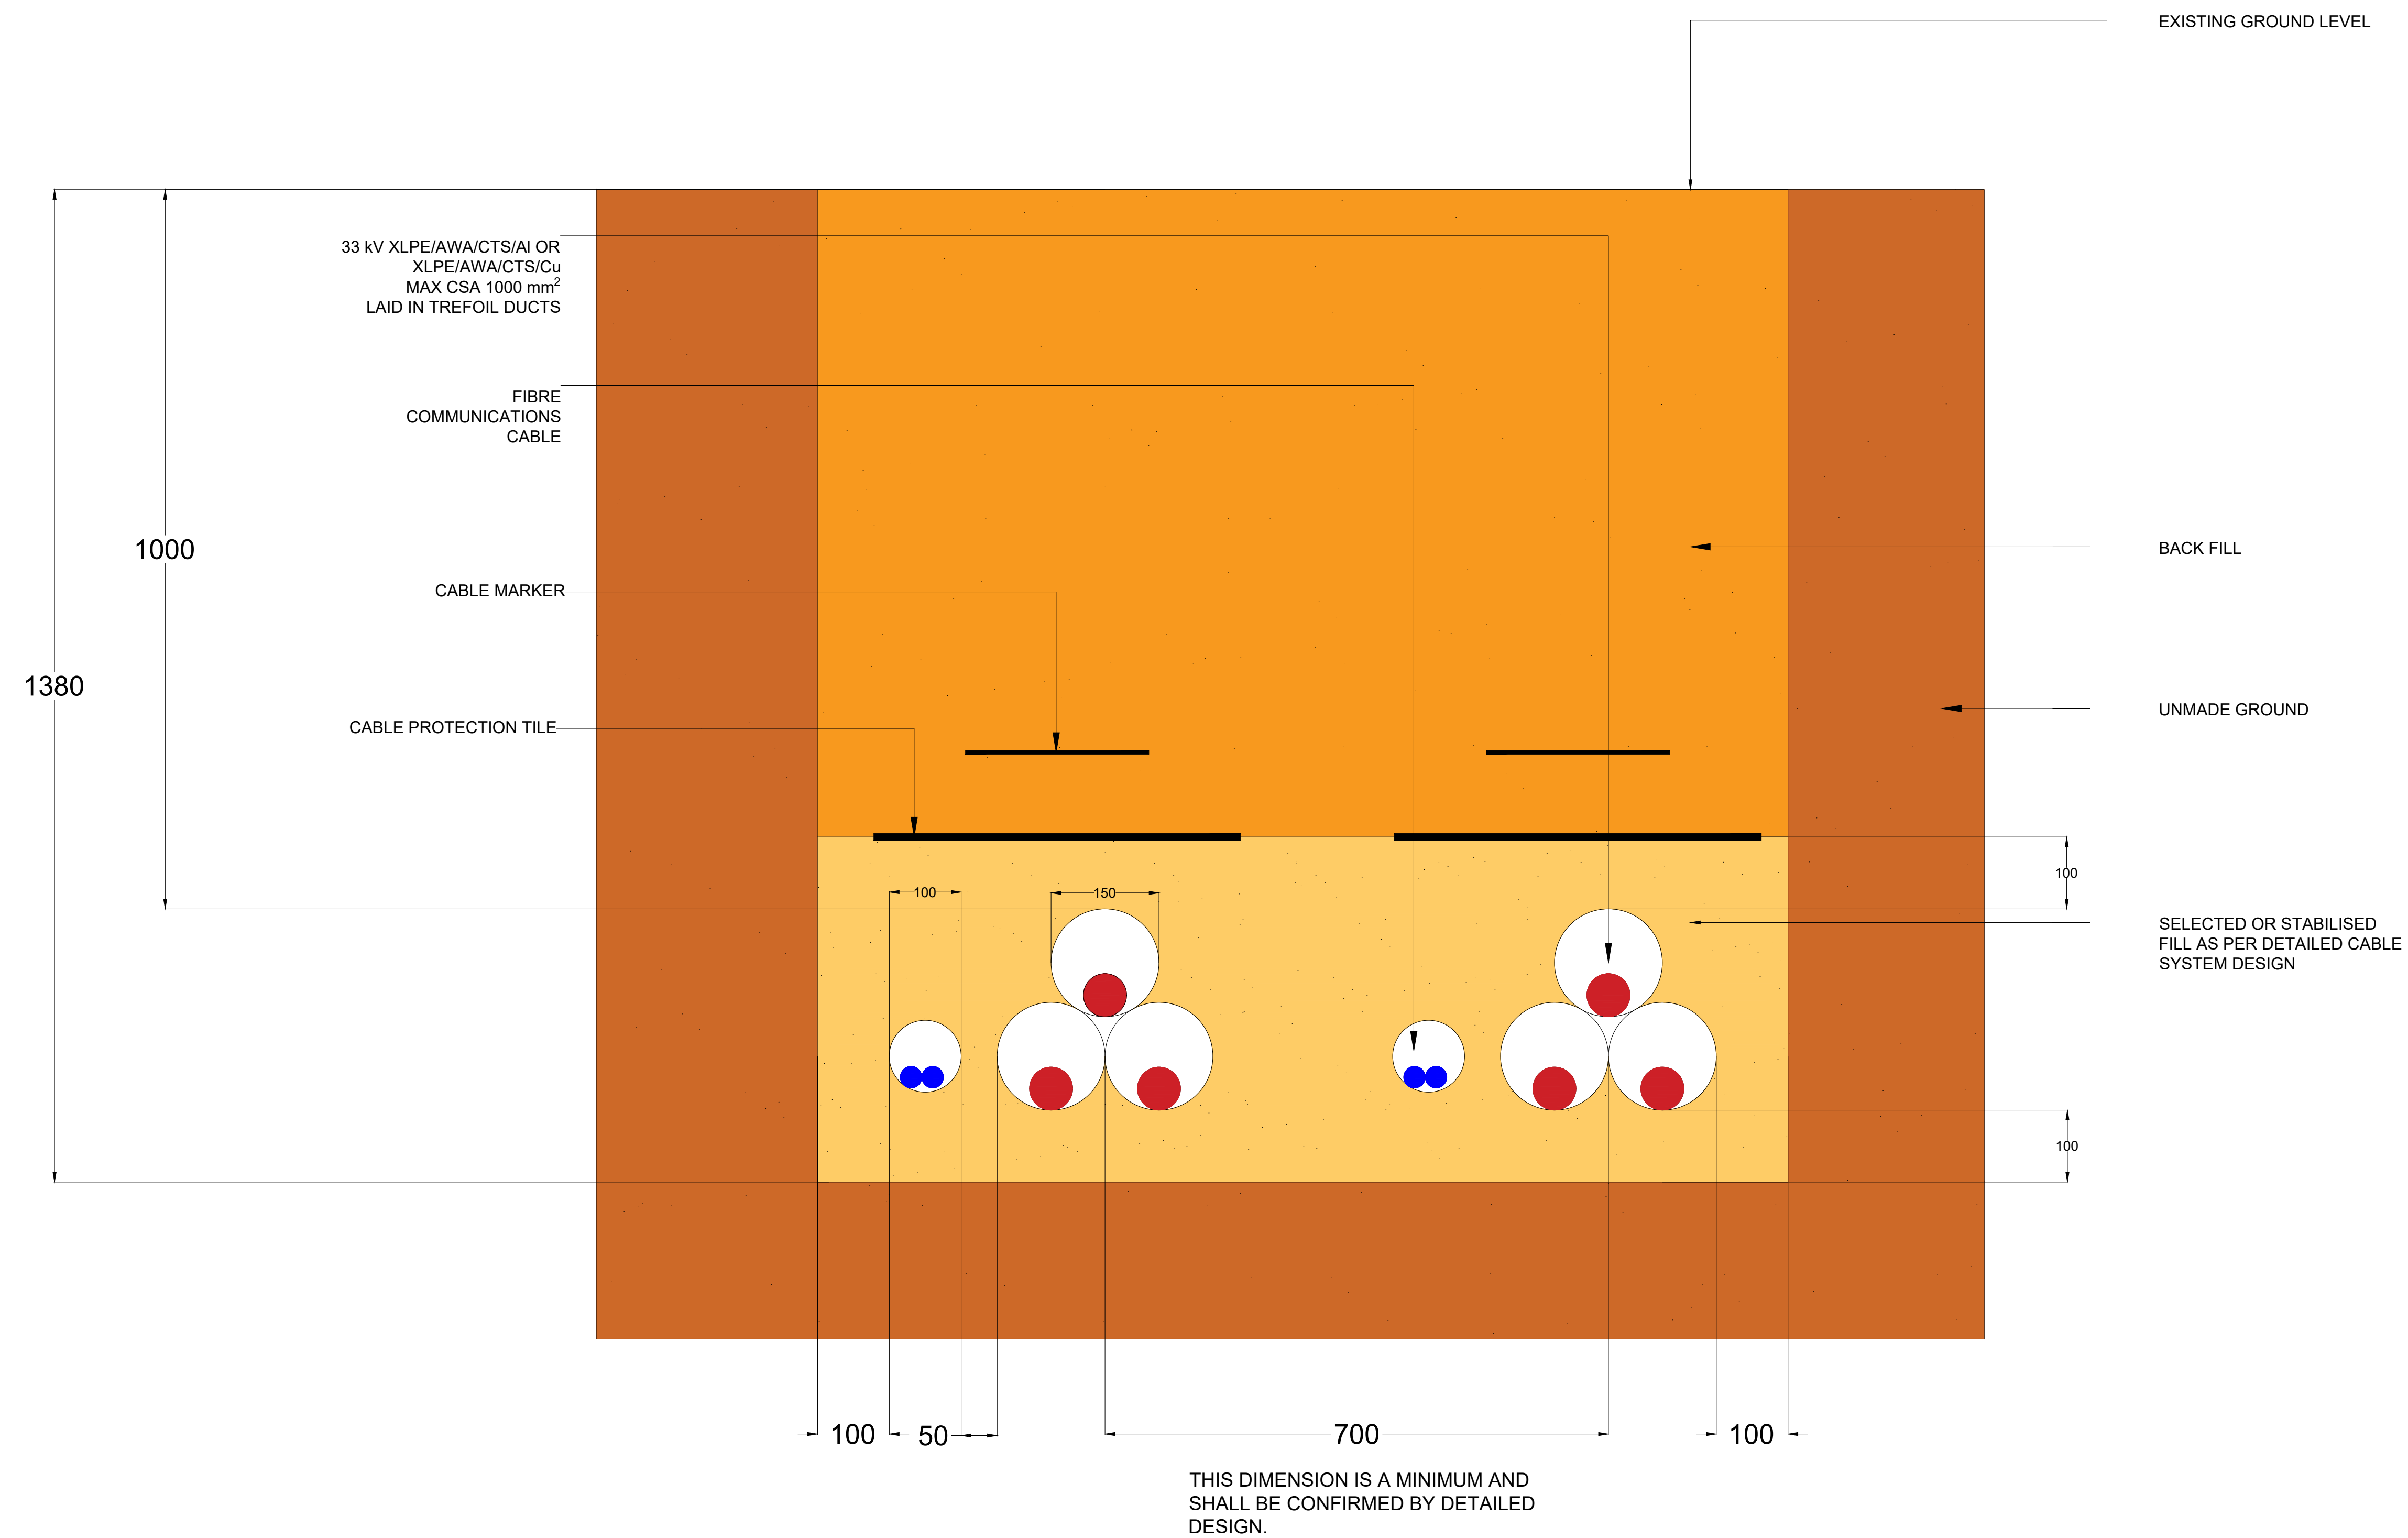 EXISTING GROUND LEVEL
33 kV XLPE/AWA/CTS/Al OR
XLPE/AWA/CTS/Cu
MAX CSA 1000 mm²
LAID IN TREFOIL DUCTS
FIBRE
COMMUNICATIONS
CABLE
1000
BACK FILL
CABLE MARKER
1380
UNMADE GROUND
CABLE PROTECTION TILE
100
100
150
SELECTED OR STABILISED
FILL AS PER DETAILED CABLE
SYSTEM DESIGN
100
100
50
700
100
THIS DIMENSION IS A MINIMUM AND
SHALL BE CONFIRMED BY DETAILED
DESIGN.